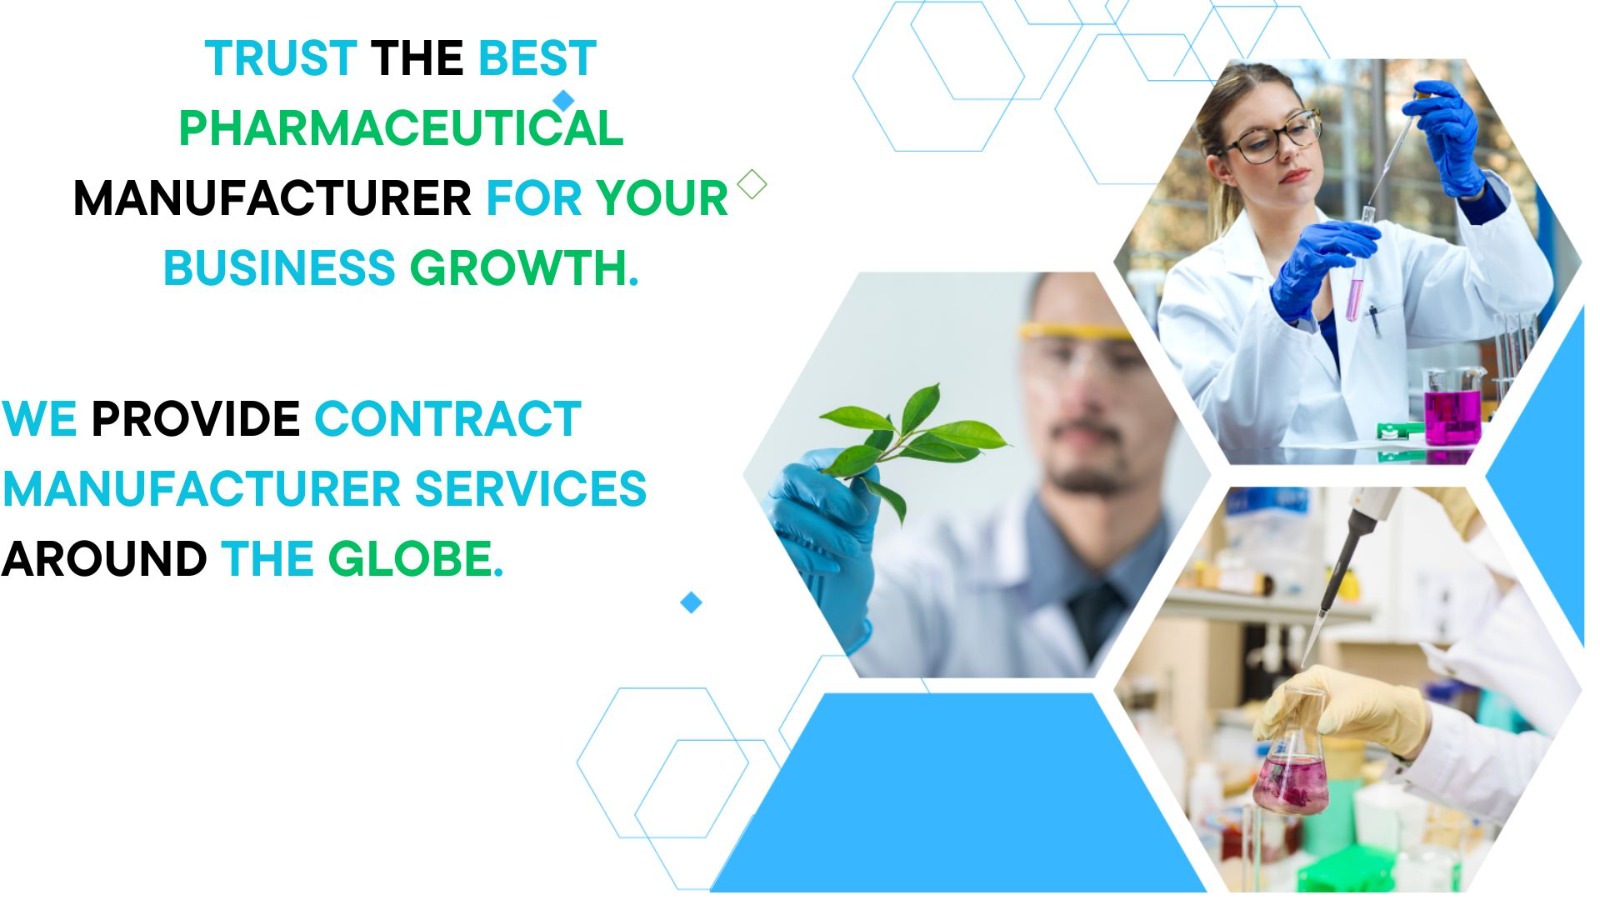 TRUST THE BEST
PHARMACEUTICAL
MANUFACTURER FOR YOUR
BUSINESS GROWTH.
WE PROVIDE CONTRACT
MANUFACTURER SERVICES
AROUND THE GLOBE.